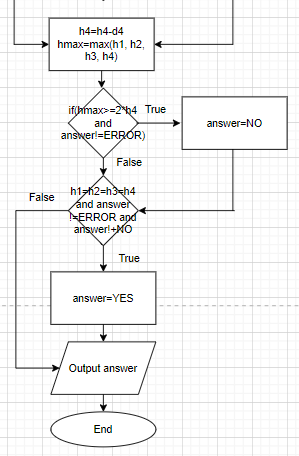 h4=h4-d4
hmax=max(h1, h2,
h3, h4)
if(hmax>=2*h4
and
answer!=ERROR)
True
answer=NO
False
h1=h2=h3=h4
and answer
!=ERROR and
answer!+NO
False
True
answer=YES
Output answer
End